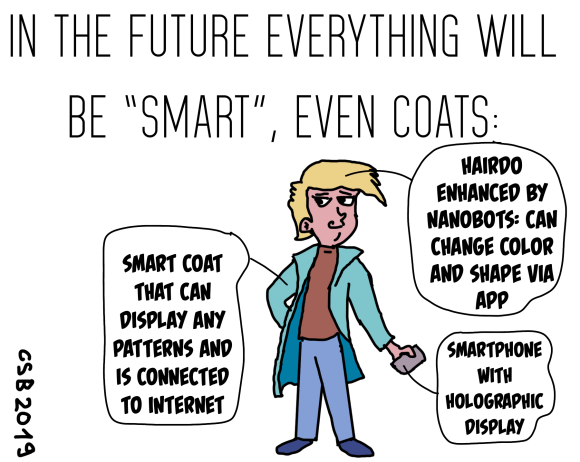 IN THE FUTURE EVERYTHING WILL
BE "SMART", EVEN COATS:
HAIRDO
ENHANCED BY
NANOBOTS: CAN
CHANGE COLOR
AND SHAPE VIA
APP
SMART COAT
THAT CAN
DISPLAY ANY
PATTERNS AND
IS CONNECTED
TO INTERNET
SMARTPHONE
WITH
HOLOGRAPHIC
DISPLAY
GSB 2019